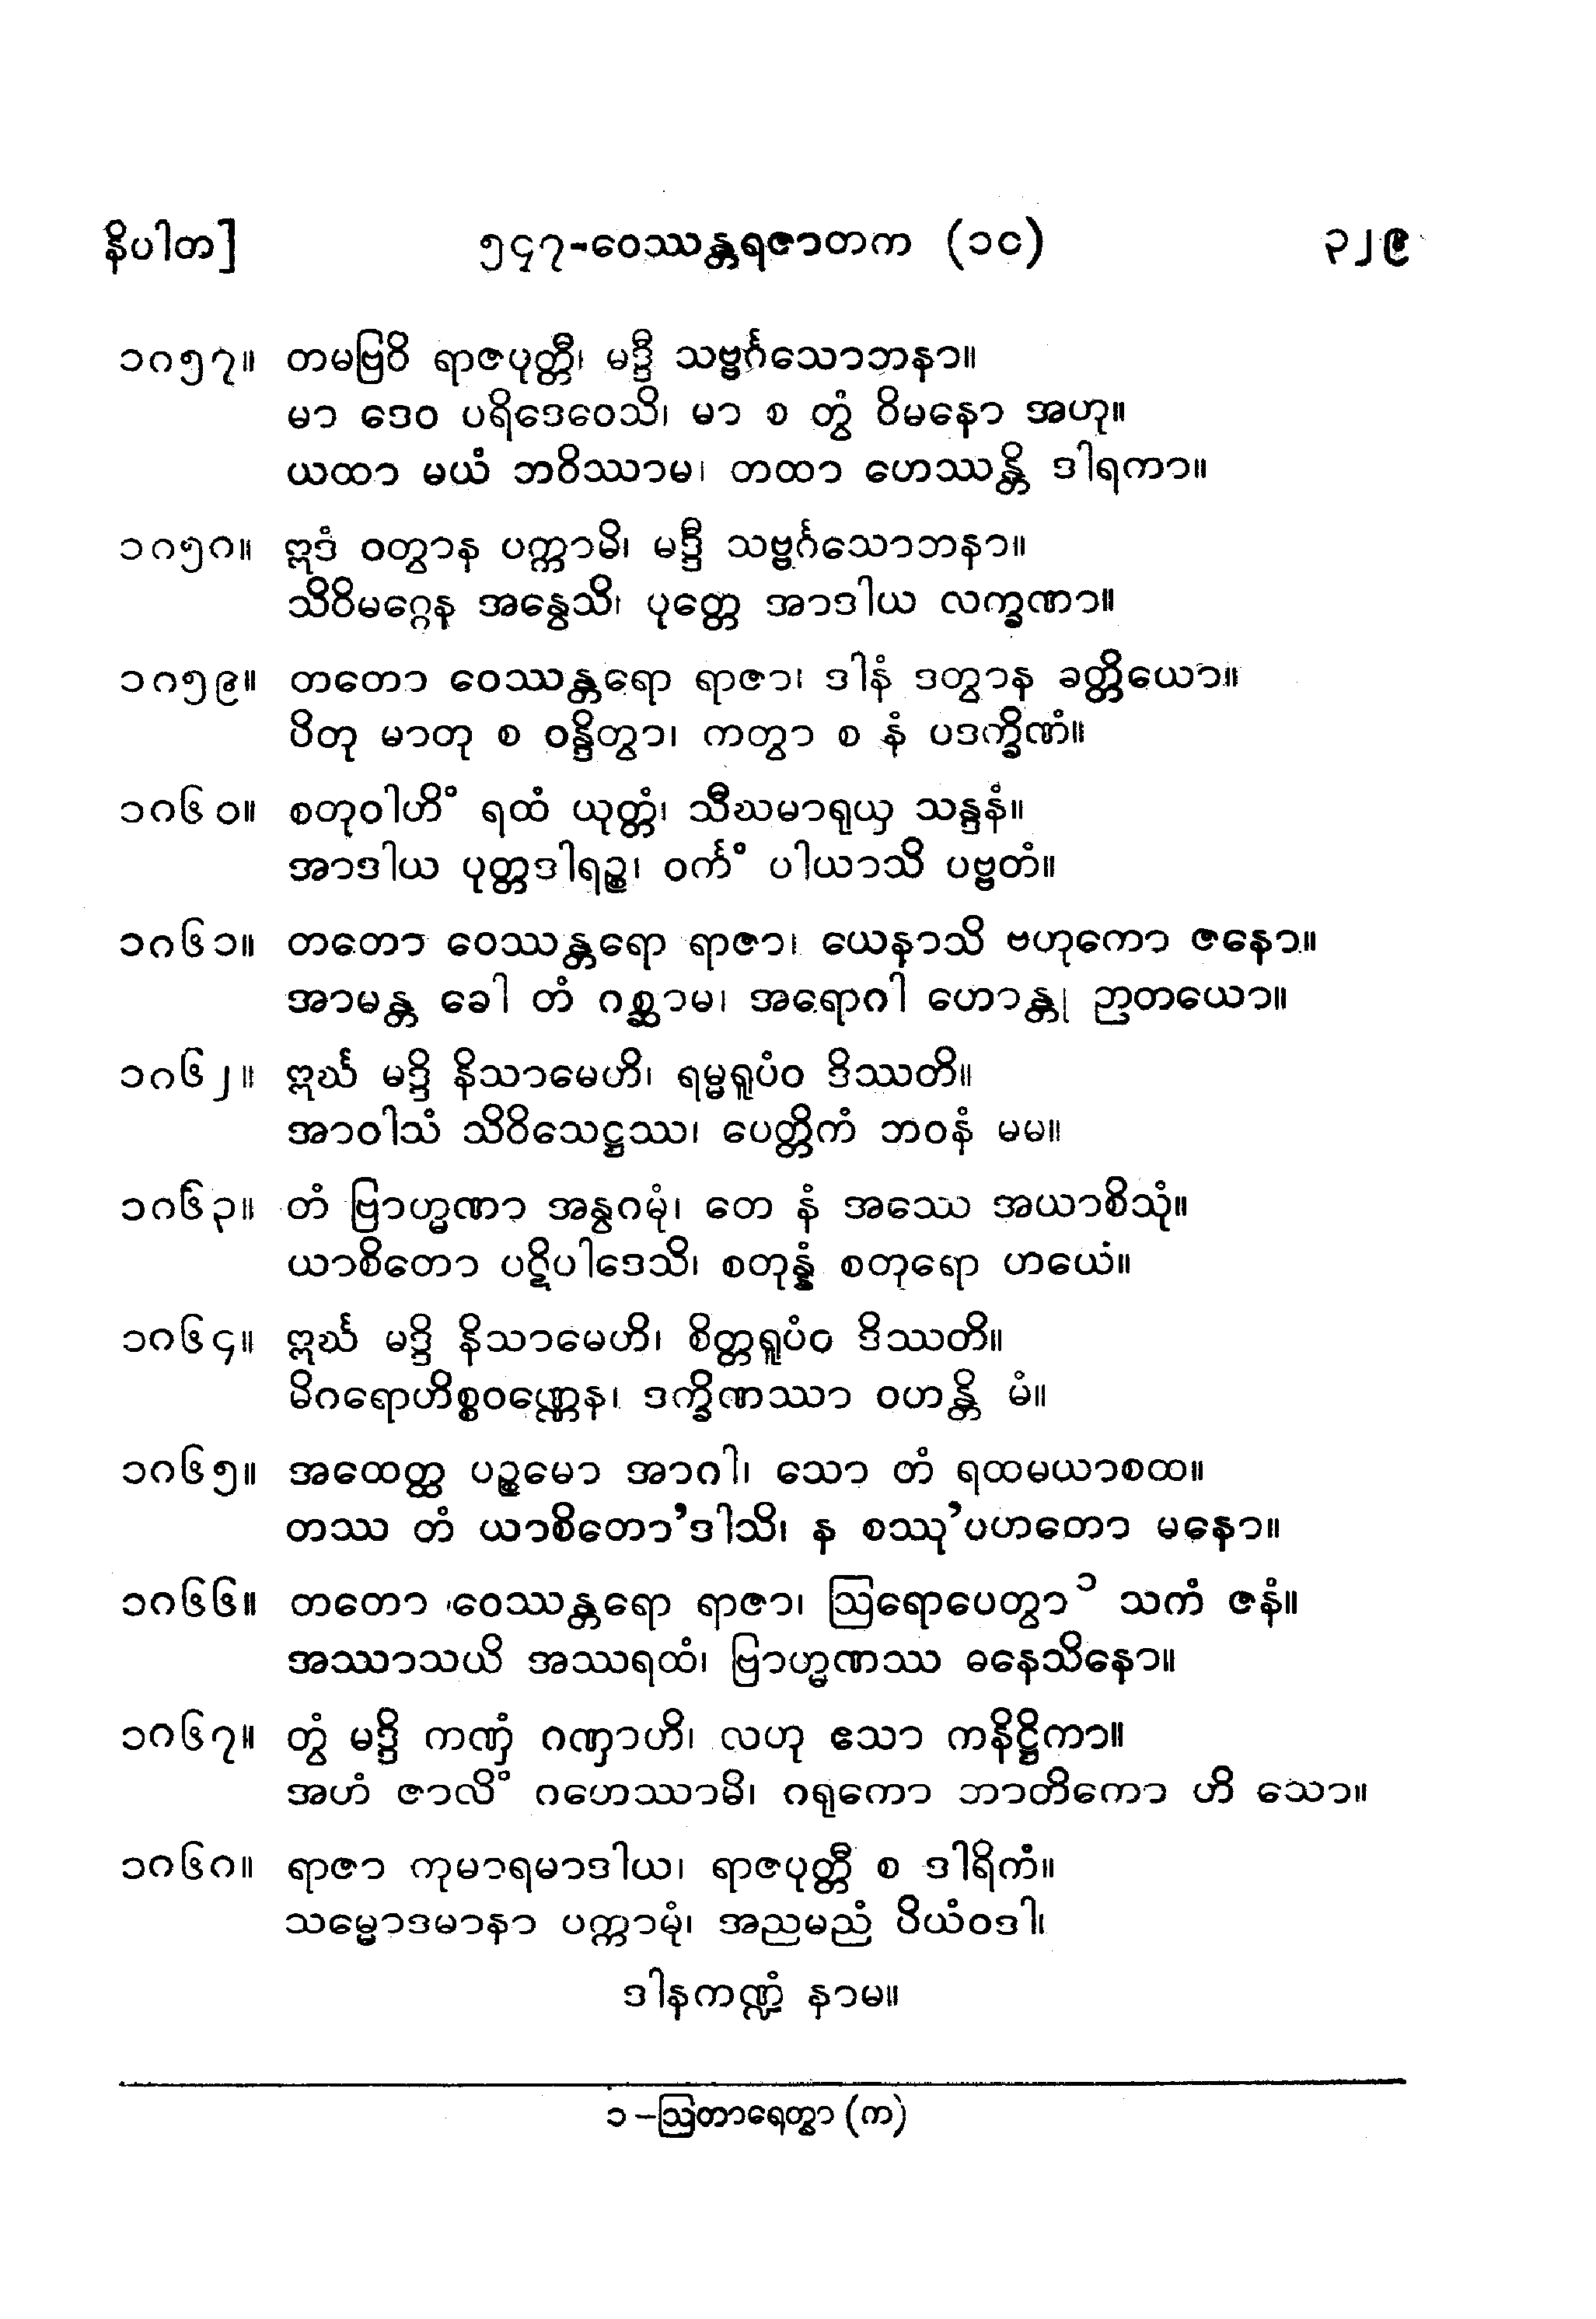 နိပါတ]	၅၄၇-ဝေဿန္တရဇာတက (၁၀)	၃၂၉
၁၈၅၇။ တမဗြဝိ ရာဇပုတ္တီ၊ မဒ္ဒီ သဗ္ဗင်္ဂသောဘနာ။
မာ ဒေဝ ပရိဒေဝေသိ၊ မာ စ တွံ ဝိမနော အဟု။
ယထာ မယံ ဘဝိဿာမ၊ တထာ ဟေဿန္တိ ဒါရကာ။
၁၈၅၈။ ဣဒံ ဝတွာန ပက္ကာမိ၊ မဒ္ဒီ သဗ္ဗင်္ဂသောဘနာ။
သိဝိမဂ္ဂေန အနွေသိ၊ ပုတ္တေ အာဒါယ လက္ခဏာ။
၁၈၅၉။ တတော ဝေဿန္တရော ရာဇာ၊ ဒါနံ ဒတွာန ခတ္တိယော။
ပိတု မာတု စ ဝန္ဒိတွာ၊ ကတွာ စ နံ ပဒက္ခိဏံ။
၁၈၆၀။ စတုဝါဟိံ ရထံ ယုတ္တံ၊ သီဃမာရုယှ သန္ဒနံ။
အာဒါယ ပုတ္တဒါရဉ္စ၊ ဝင်္ကံ ပါယာသိ ပဗ္ဗတံ။
၁၈၆၁။ တတော ဝေဿန္တရော ရာဇာ၊ ယေနာသိ ဗဟုကော ဇနော။
အာမန္တ ခေါ တံ ဂစ္ဆာမ၊ အရောဂါ ဟောန္တု ဉာတယော။
၁၈၆၂။ ဣင်္ဃ မဒ္ဒိ နိသာမေဟိ၊ ရမ္မရူပံဝ ဒိဿတိ။
အာဝါသံ သိဝိသေဋ္ဌဿ၊ ပေတ္တိကံ ဘဝနံ မမ။
၁၈၆၃။ တံ ဗြာဟ္မဏာ အနွဂမုံ၊ တေ နံ အဿေ အယာစိသုံ။
ယာစိတော ပဋိပါဒေသိ၊ စတုန္နံ စတုရော ဟယေံ။
၁၈၆၄။ ဣင်္ဃ မဒ္ဒိ နိသာမေဟိ၊ စိတ္တရူပံဝ ဒိဿတိ။
မိဂရောဟိစ္စဝဏ္ဏေန၊ ဒက္ခိဏဿာ ဝဟန္တိ မံ။
၁၈၆၅။ အထေတ္ထ ပဉ္စမော အာဂါ၊ သော တံ ရထမယာစထ။
တဿ တံ ယာစိတော’ဒါသိ၊ န စဿု’ပဟတော မနော။
၁၈၆၆။ တတော ဝေဿန္တရော ရာဇာ၊ ဩရောပေတွာ ၁ သကံ ဇနံ။
အဿာသယိ အဿရထံ၊ ဗြာဟ္မဏဿ ဓနေသိနော။
၁၈၆၇။ တွံ မဒ္ဒိ ကဏှံ ဂဏှာဟိ၊ လဟု ဧသာ ကနိဋ္ဌိကာ။
အဟံ ဇာလိံ ဂဟေဿာမိ၊ ဂရုကော ဘာတိကော ဟိ သော။
၁၈၆၈။ ရာဇာ ကုမာရမာဒါယ၊ ရာဇပုတ္တီ စ ဒါရိကံ။
သမ္မောဒမာနာ ပက္ကာမုံ၊ အညမညံ ပိယံဝဒါ၊
ဒါနကဏ္ဍံ နာမ။
၁-ဩတာရေတွာ (က)